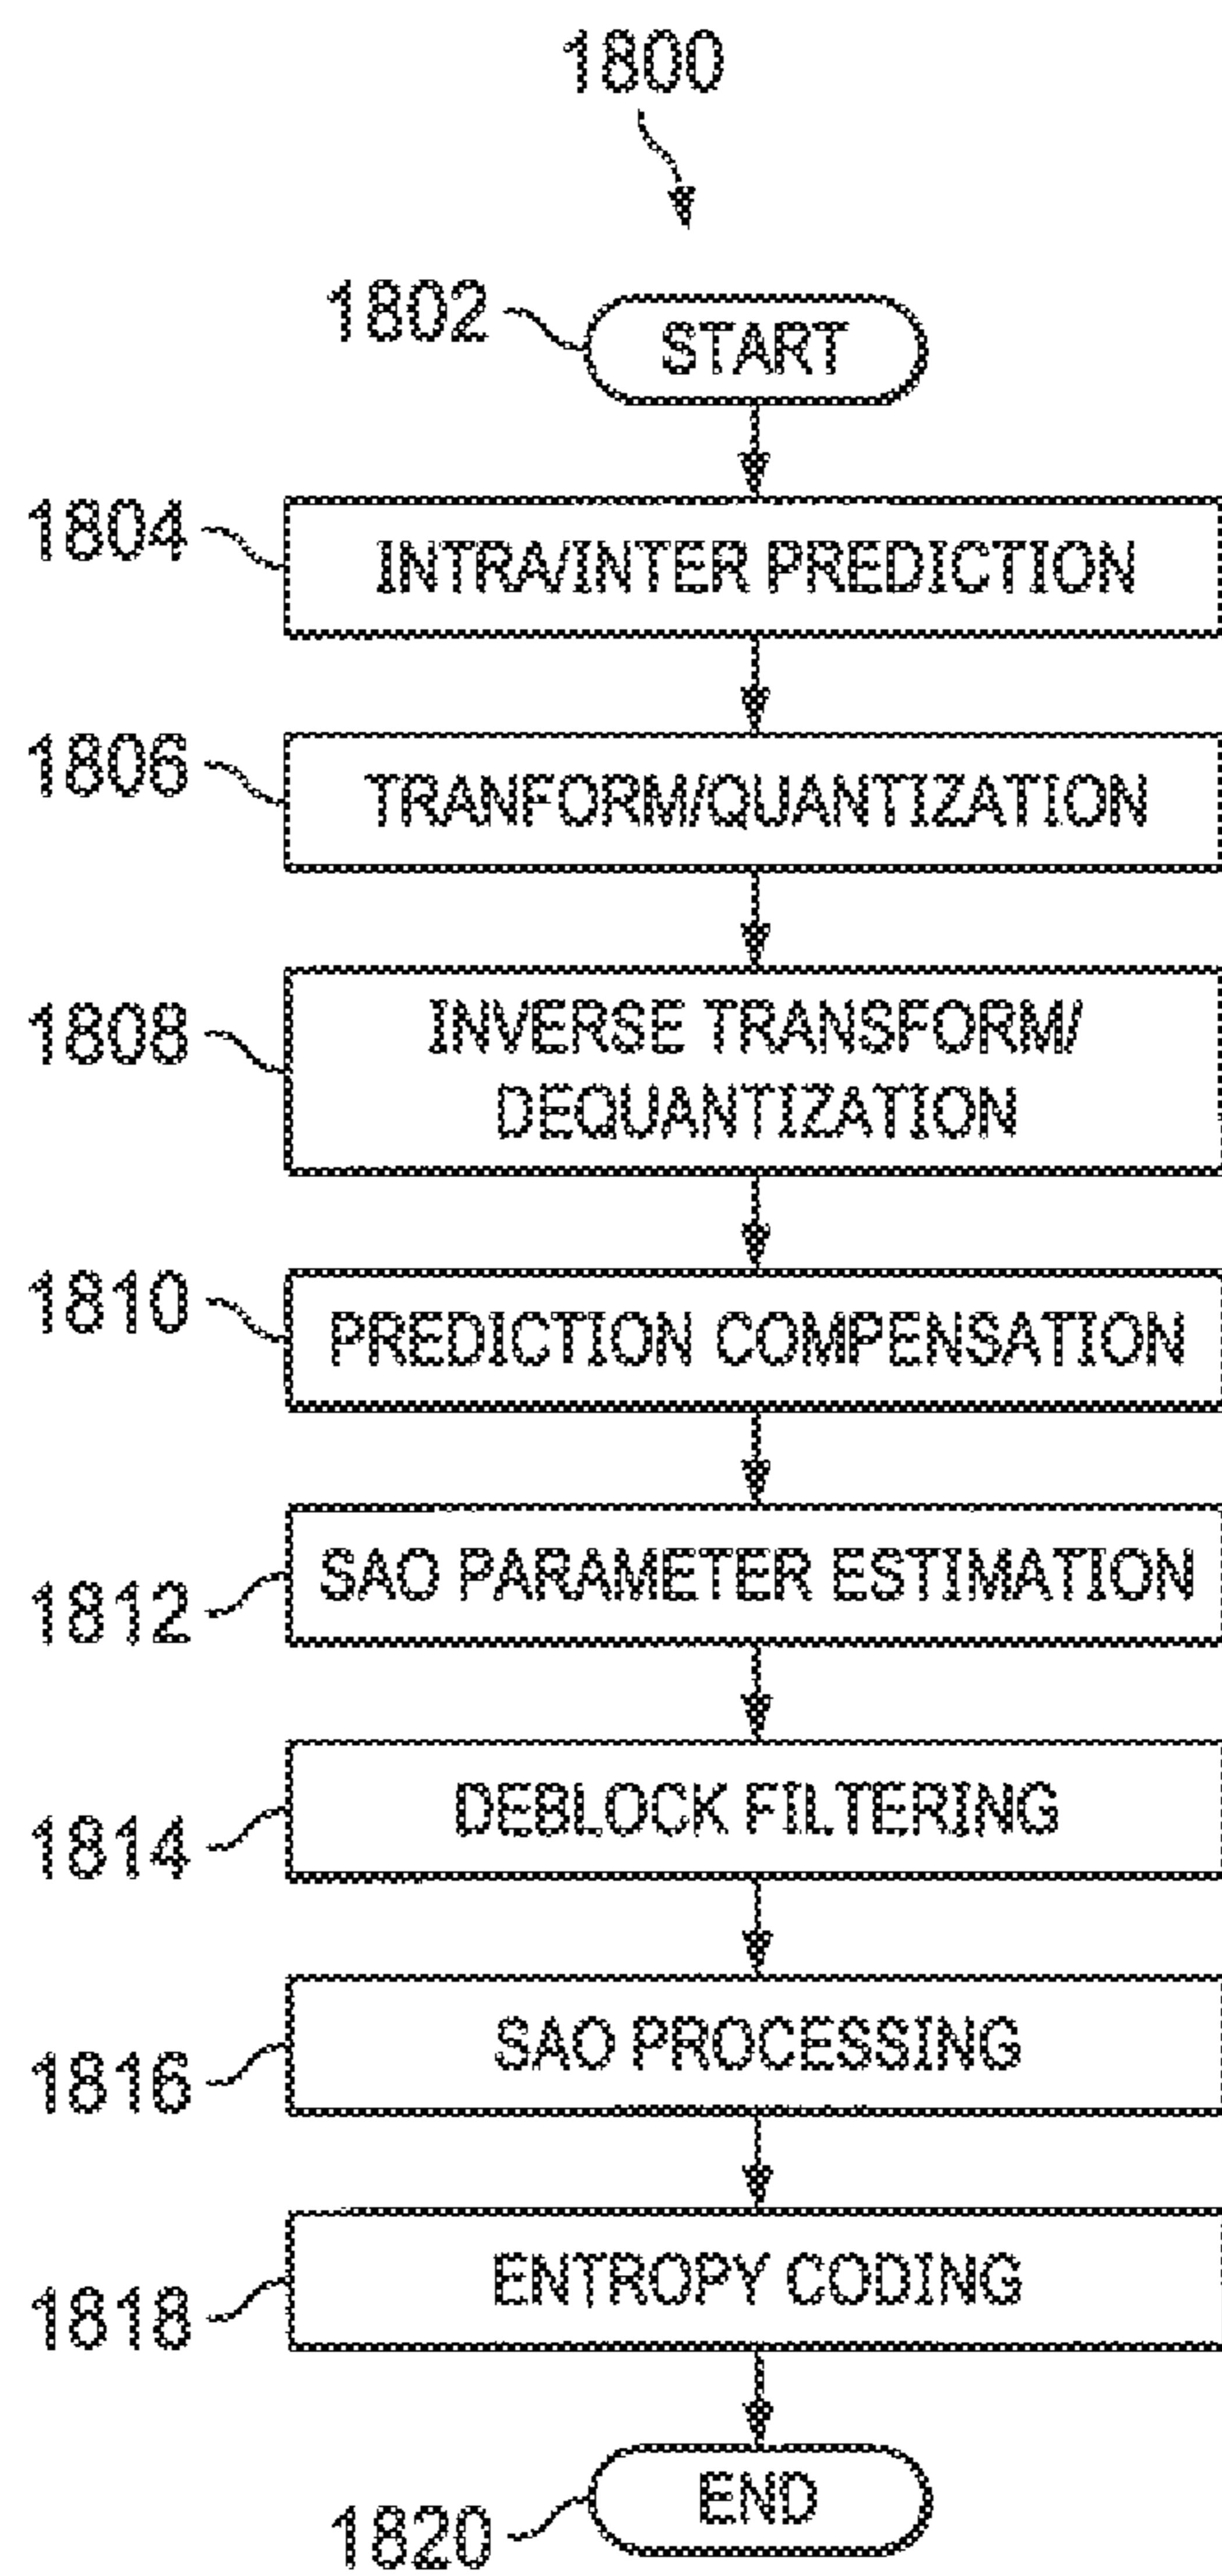 1800
1802
START
1804
INTRA/INTER PREDICTION
1806
TRANFORM/QUANTIZATION
1808
INVERSE TRANSFORM/
DEQUANTIZATION
1810
PREDICTION COMPENSATION
1812
SAO PARAMETER ESTIMATION
1814
DEBLOCK FILTERING
1816
SAO PROCESSING
1818
ENTROPY CODING
1820
END